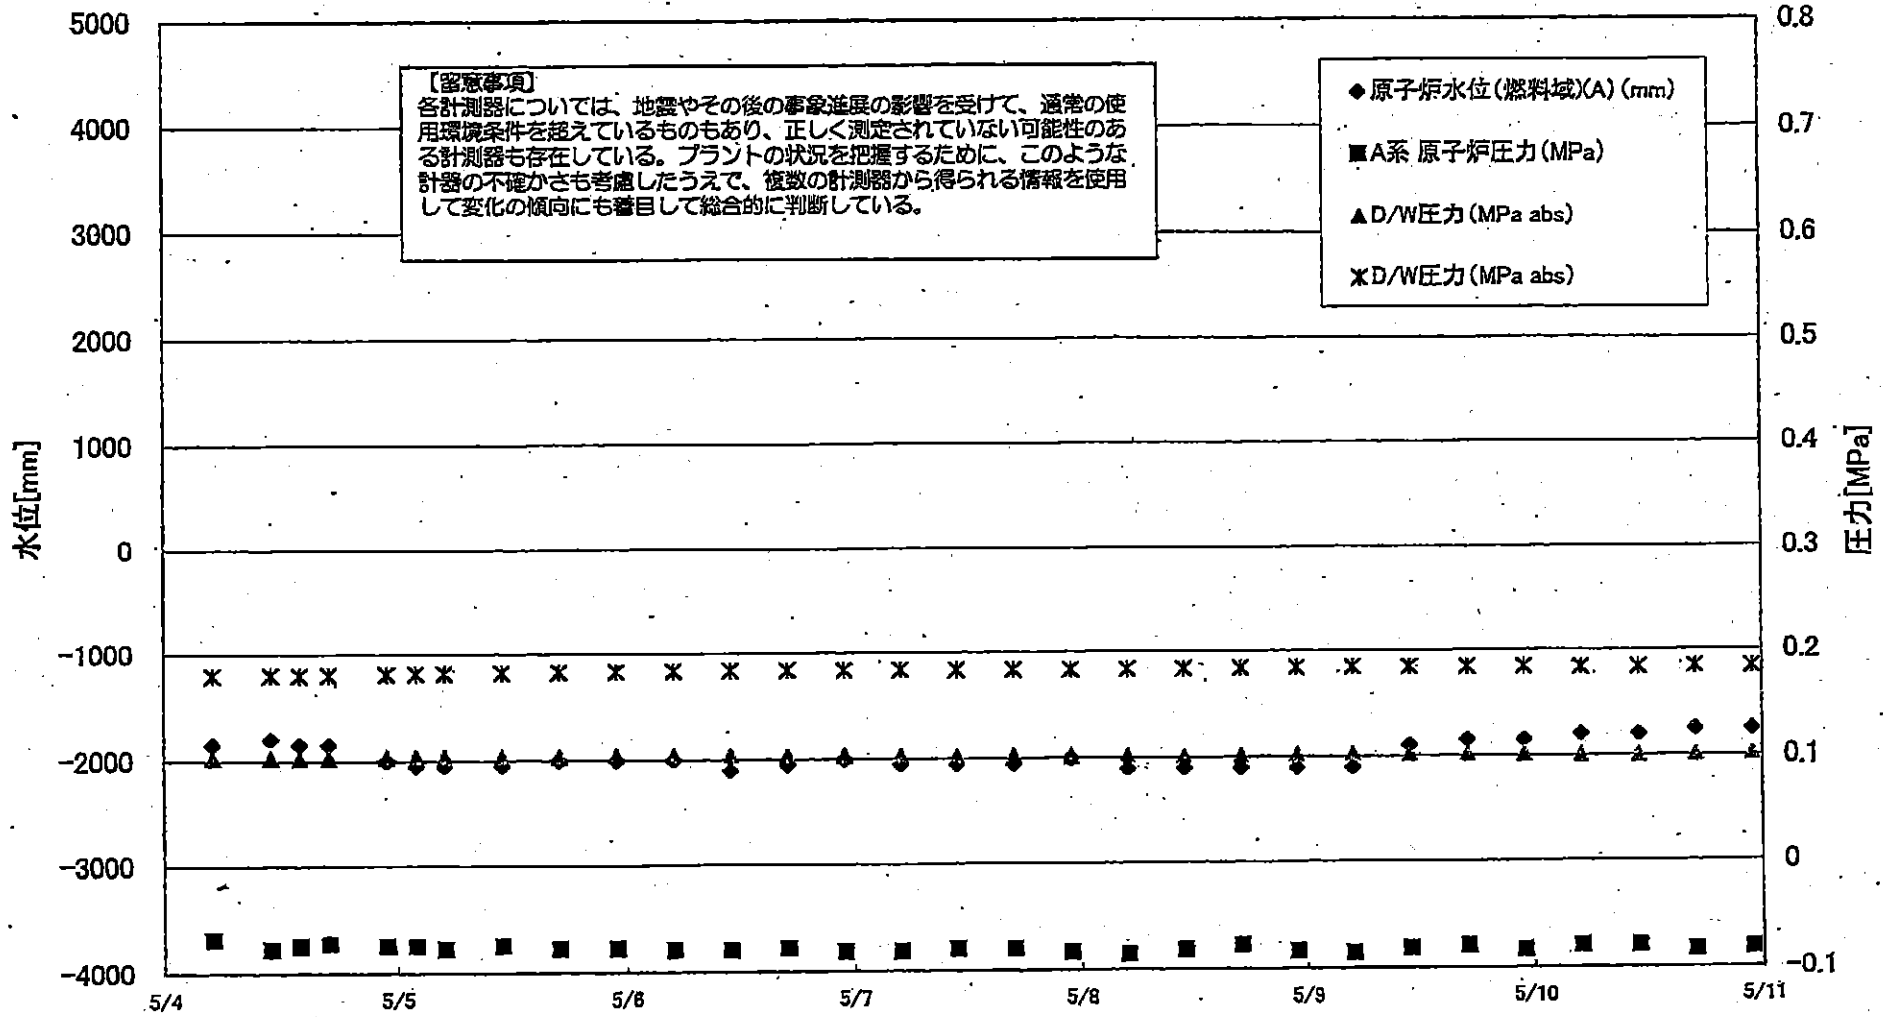 5000
4000
3000
2000
1000
0
-1000
-2000
-3000
-4000
水位[mm]
【留意事項】
各計測器については、地震やその後の事象進展の影響を受けて、通常の使
用環境条件を超えているものもあり、正しく測定されていない可能性のあ
る計測器も存在している。プラントの状況を把握するために、このような
計器の不確かさも考慮したうえで、複数の計測器から得られる情報を使用
して変化の傾向にも着目して総合的に判断している。
◆原子炉水位(燃料域)(A)(mm)
■A系 原子炉圧力(MPa)
▲D/W圧力(MPa abs)
D/W圧力(MPa abs)
0.8
0.7
0.6
0.5
0.4
0.3
0.2
0.1
0
-0.1
圧力[MPa]
5/4 5/5 5/6 5/7 5/8 5/9 5/10 5/11